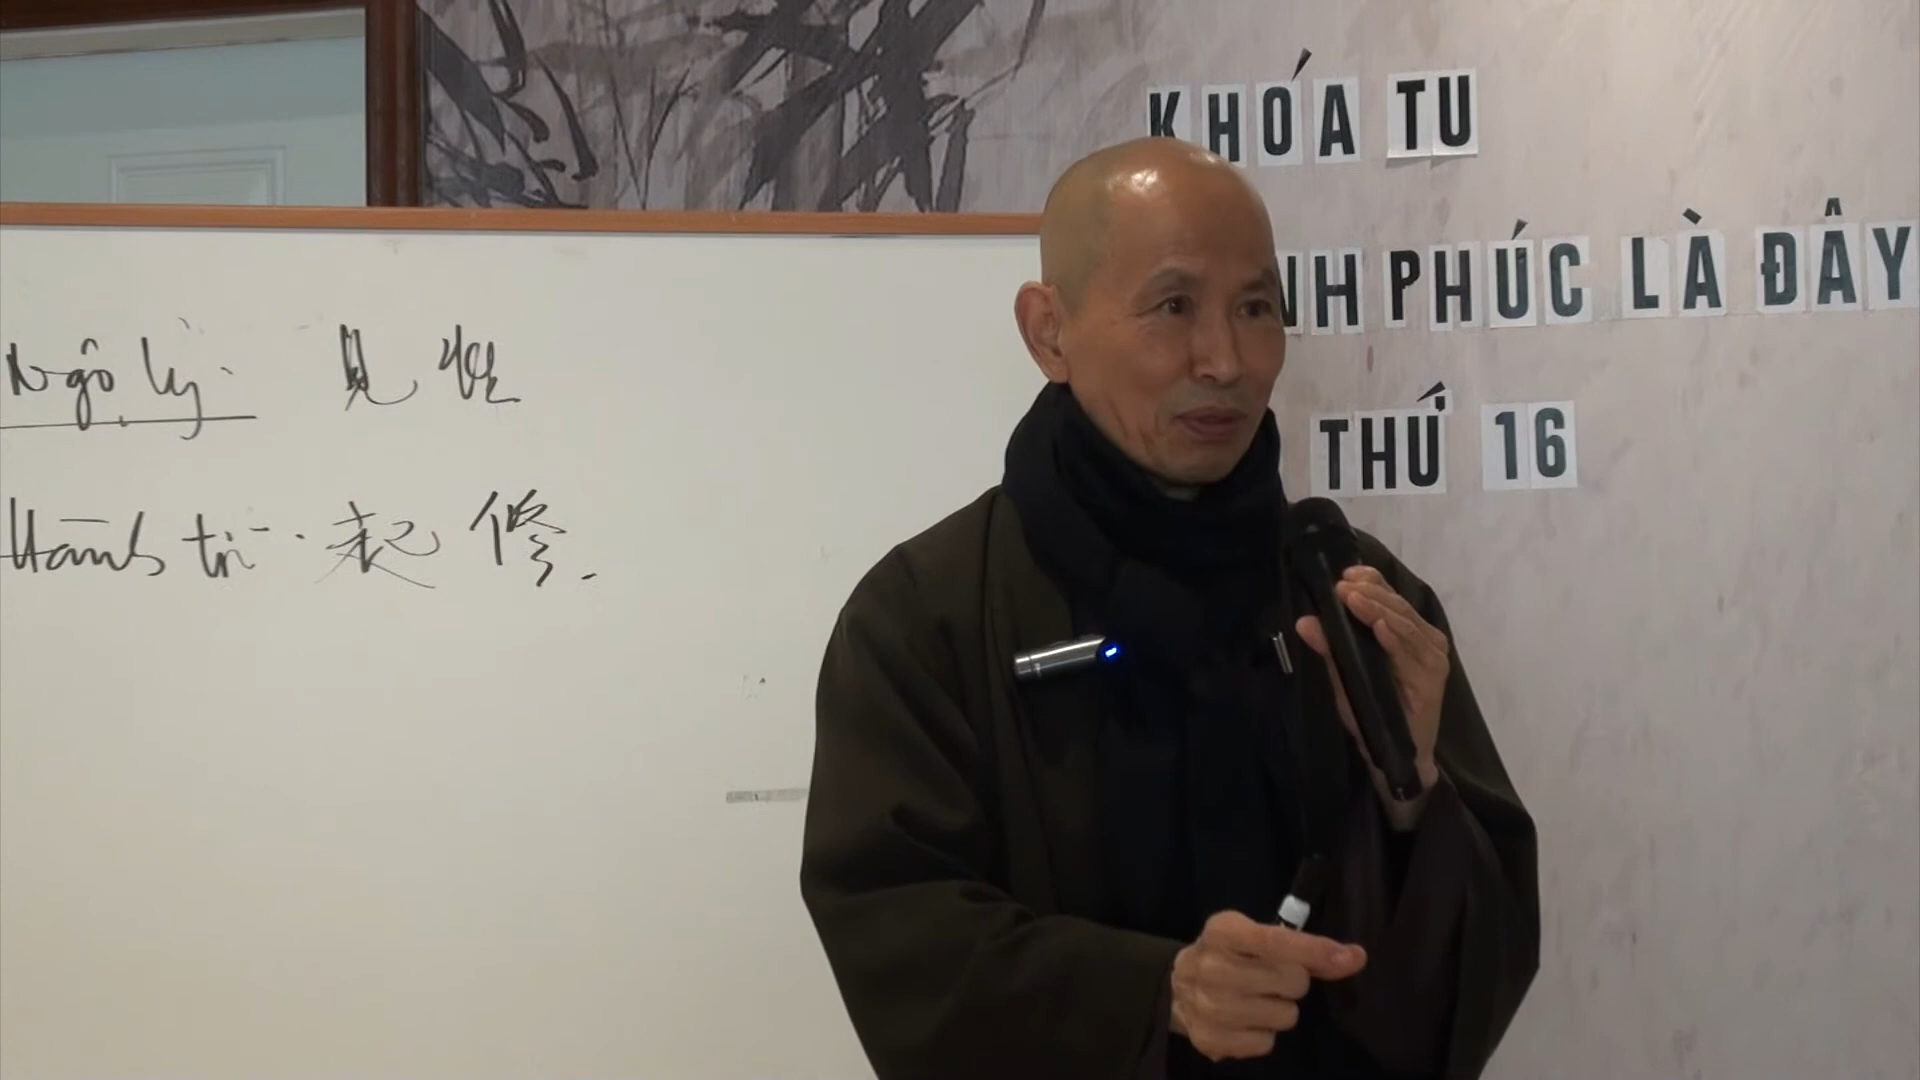 KHÓA TU
NH PHÚC LÀ ĐÂY
THỨ 16
Ngộ lý. 見 性
Hành trì. 起 修.